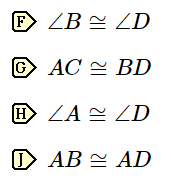 F ∠B ≅ ∠D
G AC ≅ BD
H ∠A ≅ ∠D
J AB ≅ AD